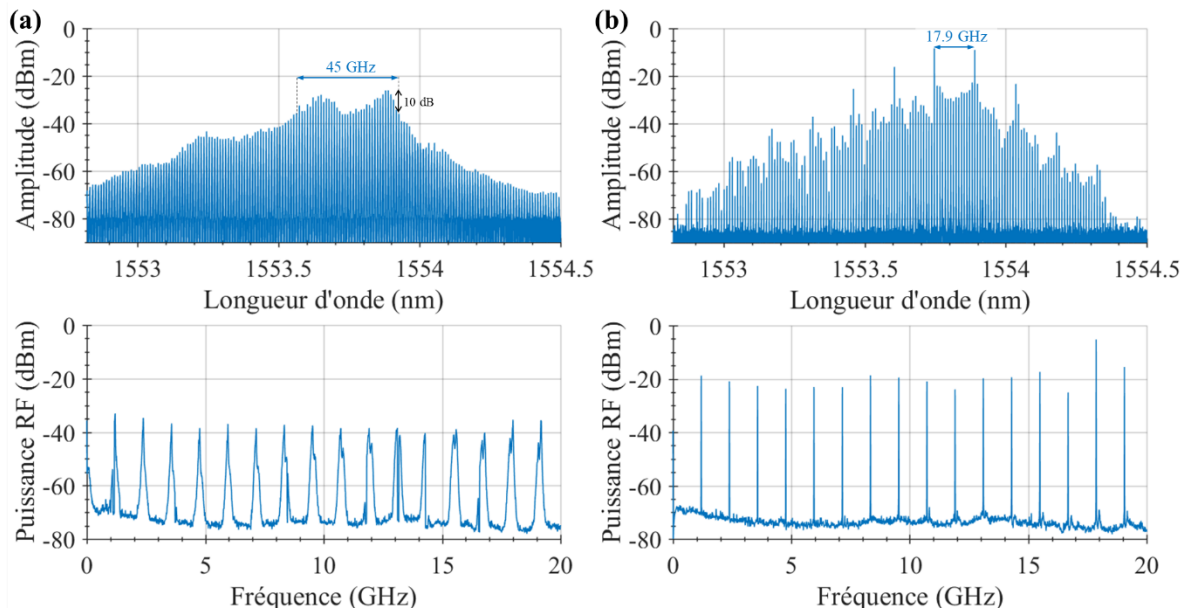 (a)
45 GHz
10 dB
0
-20
-40
-60
-80
Amplitude (dBm)
1553
1553.5
1554
1554.5
Longueur d'onde (nm)
(b)
17.9 GHz
0
-20
-40
-60
-80
Amplitude (dBm)
1553
1553.5
1554
1554.5
Longueur d'onde (nm)
0
-20
-40
-60
-80
Puissance RF (dBm)
0
5
10
15
20
Fréquence (GHz)
0
-20
-40
-60
-80
Puissance RF (dBm)
0
5
10
15
20
Fréquence (GHz)